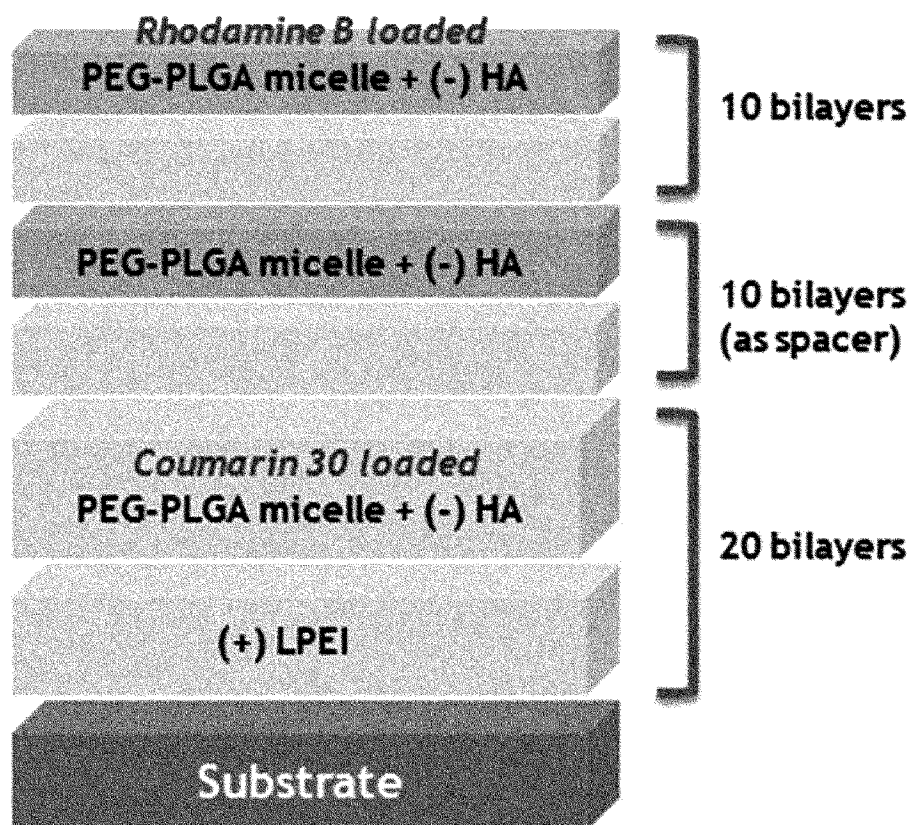 Rhodamine B loaded
PEG-PLGA micelle + (-) HA
10 bilayers
PEG-PLGA micelle + (-) HA
10 bilayers
(as spacer)
Coumarin 30 loaded
PEG-PLGA micelle + (-) HA
20 bilayers
(+) LPEI
Substrate